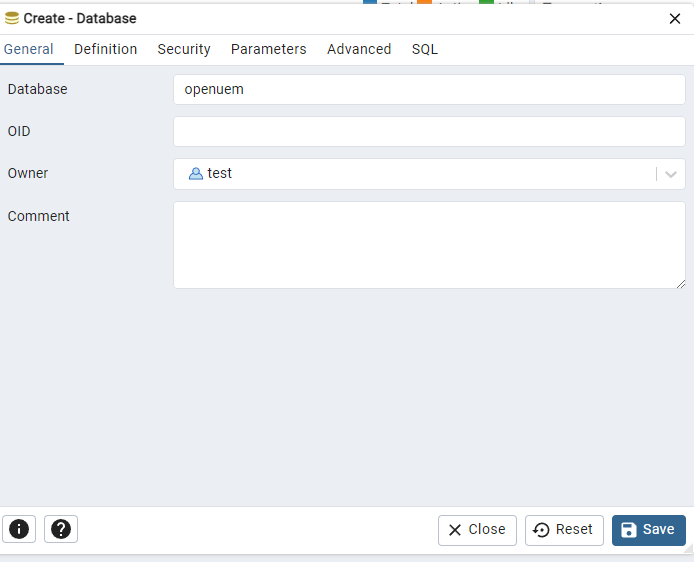 Create - Database
General Definition Security Parameters Advanced SQL
Database openuem
OID
Owner test
Comment
Close Reset Save